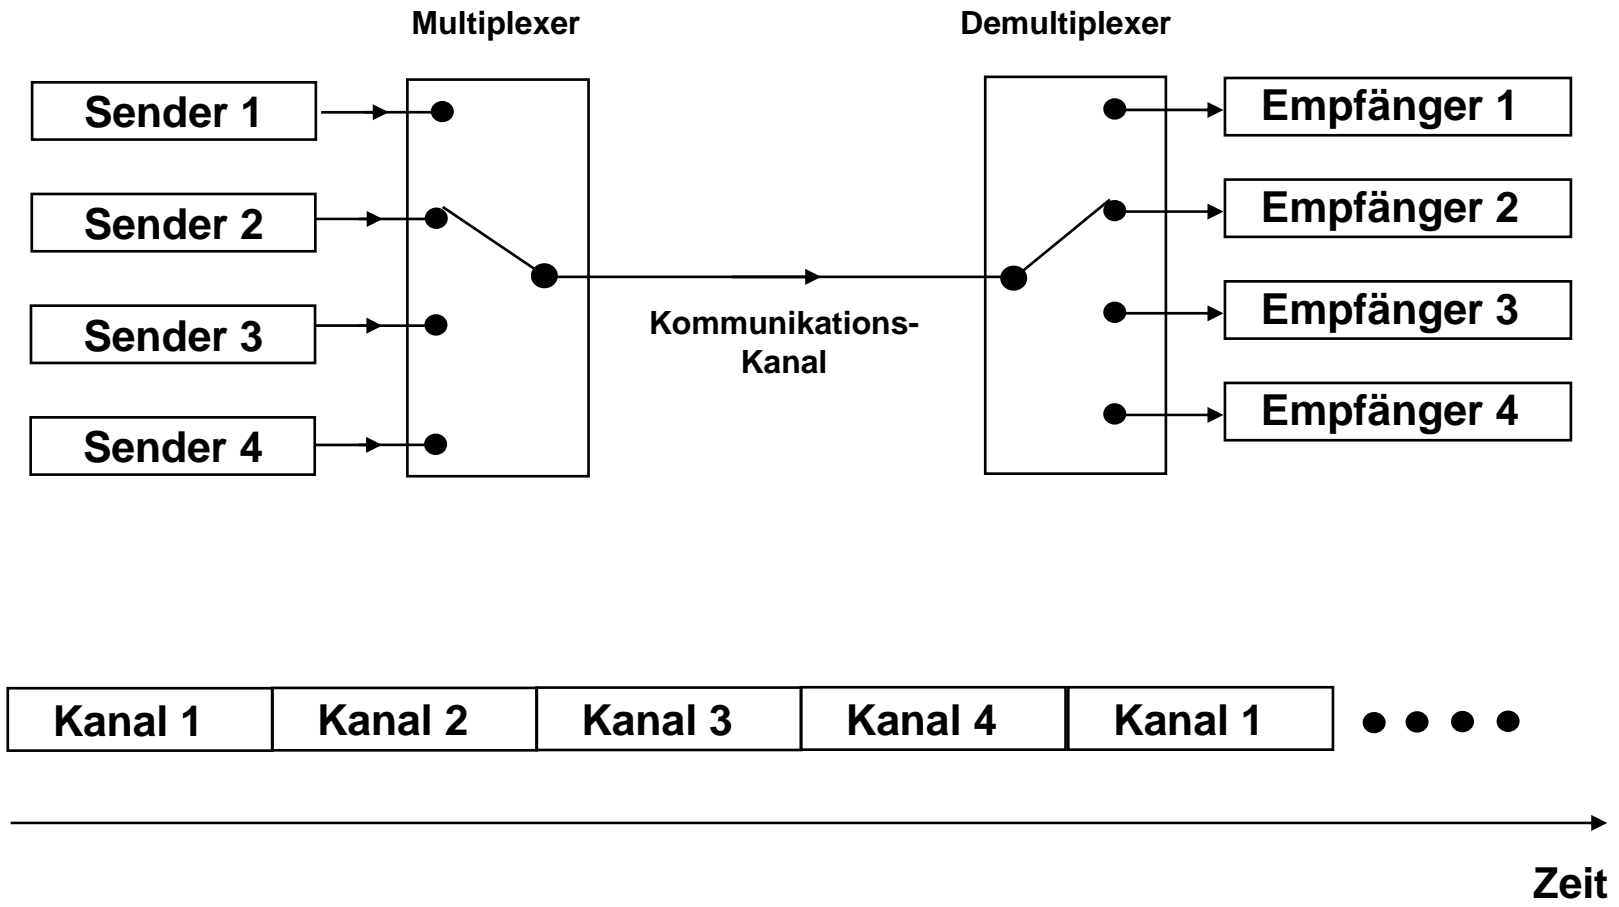 Multiplexer
Demultiplexer
Sender 1
Empfänger 1
Sender 2
Empfänger 2
Sender 3
Empfänger 3
Kommunikations-
Kanal
Sender 4
Empfänger 4
Kanal 1
Kanal 2
Kanal 3
Kanal 4
Kanal 1
Zeit